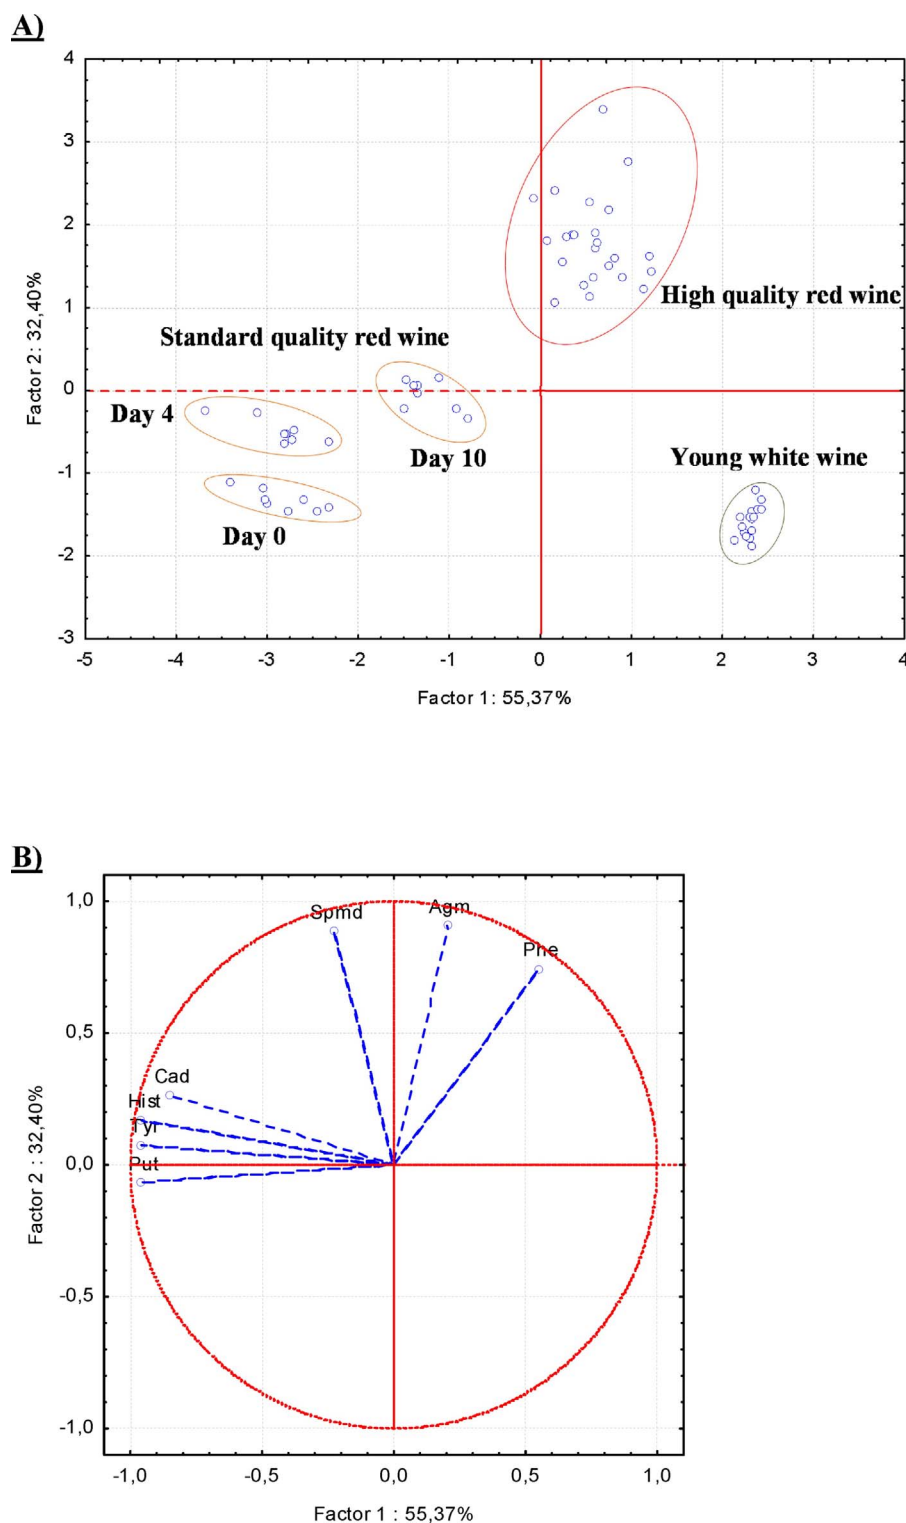 A)
4
3
2
1
0
-1
-2
-3
Factor 2: 32,40%
High quality red wine
Standard quality red wine
Day 4
Day 10
Young white wine
Day 0
-5
-4
-3
-2
-1
0
1
2
3
4
Factor 1: 55,37%
B)
1,0
0,5
0,0
-0,5
-1,0
Factor 2 : 32,40%
Spmd
Agm
Phe
Cad
Hist
Tyr
Put
-1,0
-0,5
0,0
0,5
1,0
Factor 1 : 55,37%